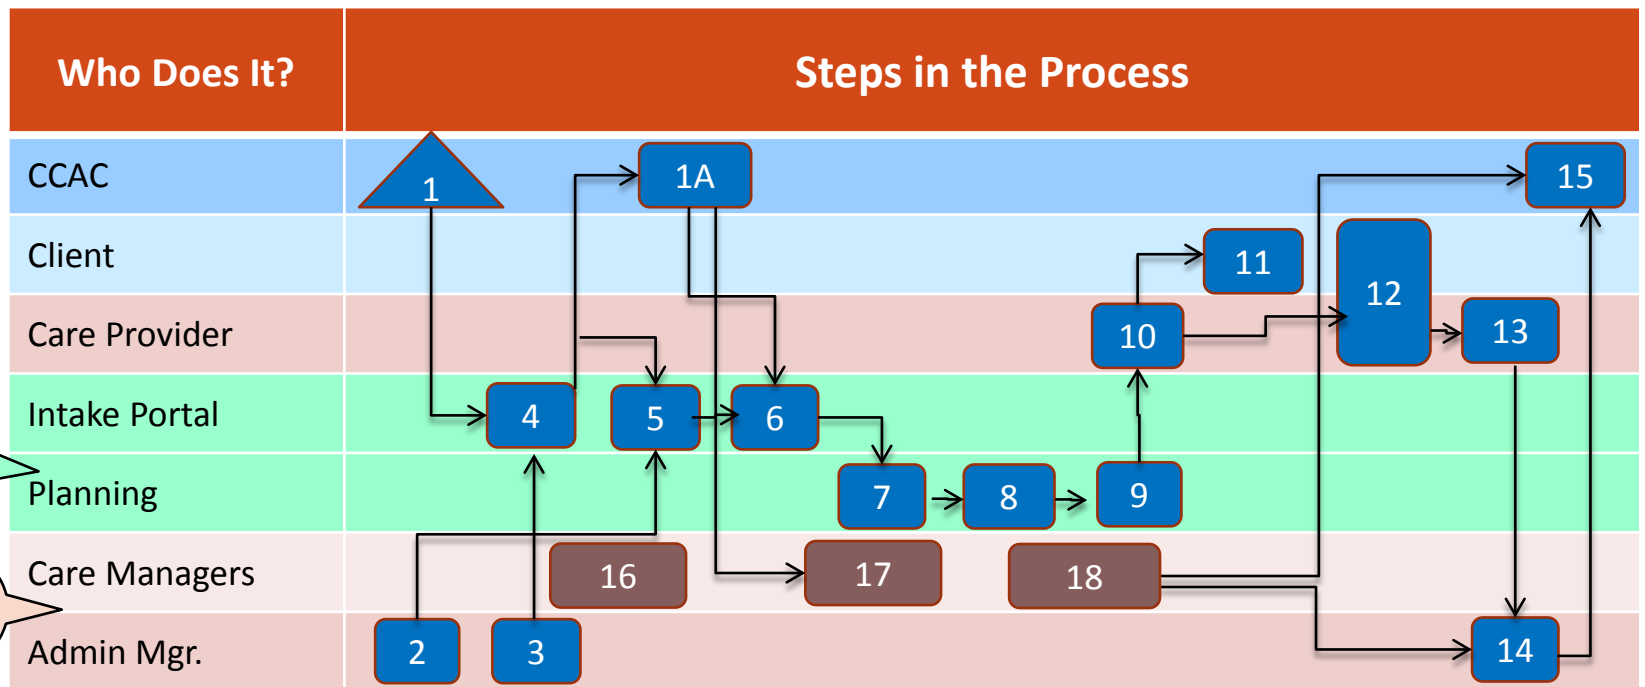 Who Does It?
Steps in the Process
CCAC
1
1A
15
Client
11
12
Care Provider
10
13
Intake Portal
4
5
6
Planning
7
8
9
Care Managers
16
17
18
Admin Mgr.
2
3
14